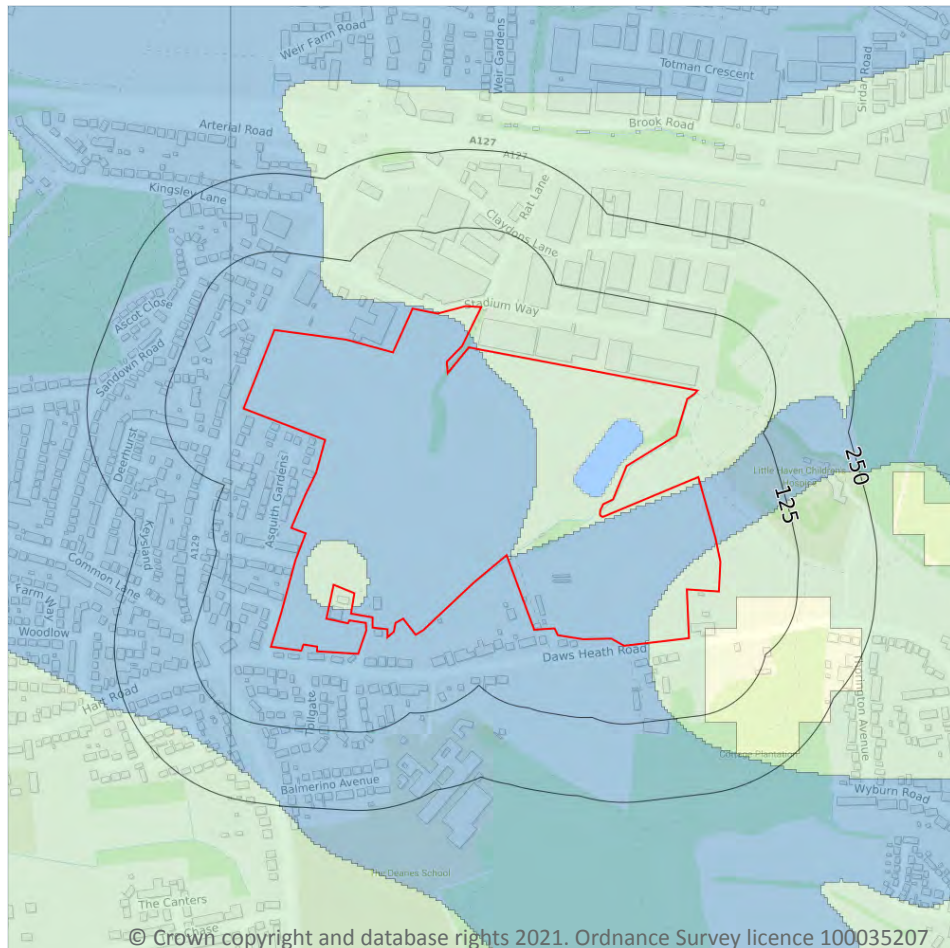 Weir Farm Road
Weir Gardens
Totman Crescent
Sirdar Road
Arterial Road
Brook Road
A127
A127
Kingsley Lane
Rat Lane
Claydons Lane
Ascot Close
Stadium Way
Sandown Road
Deerhurst
Asquith Gardens
Little Haven Children's
Hospice
250
125
Keysland
A129
Common Lane
Farm Way
Woodlow
Daws Heath Road
Hart Road
Tollgate
Cottage Plantation
Balmerino Avenue
Wyburn Road
The Deanes School
The Canters
Chase
© Crown copyright and database rights 2021. Ordnance Survey licence 100035207